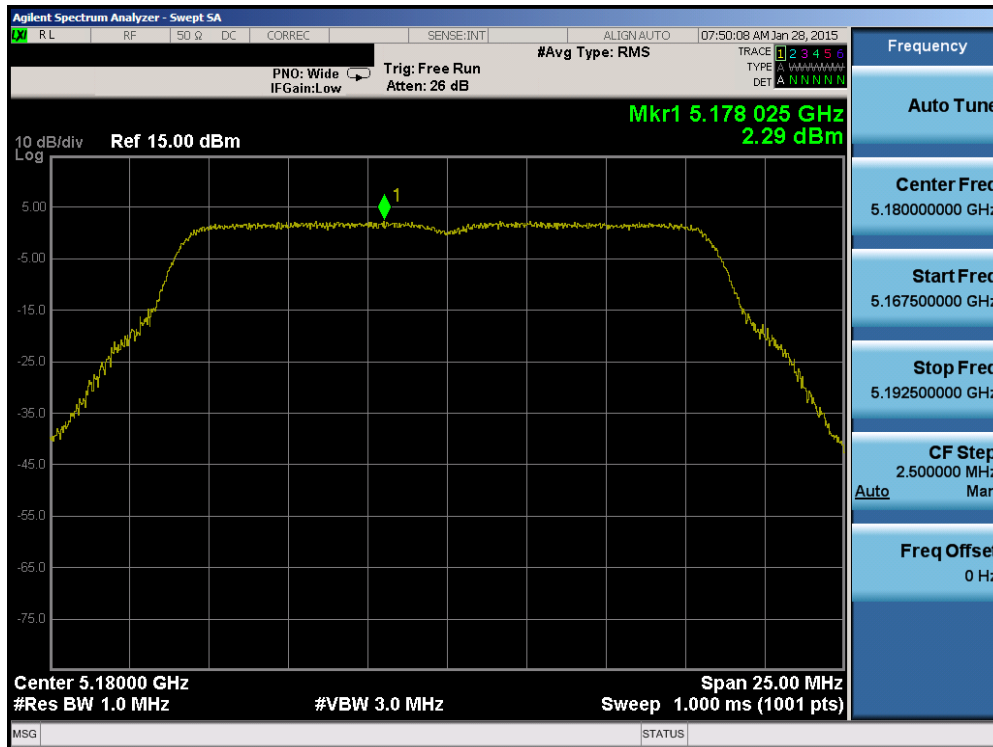 Agilent Spectrum Analyzer - Swept SA
LXI RL RF 50 Ω DC CORREC SENSE:INT ALIGN AUTO 07:50:08 AM Jan 28, 2015
#Avg Type: RMS TRACE 1 2 3 4 5 6
PNO: Wide Trig: Free Run TYPE A WWWWW
IFGain:Low Atten: 26 dB DET A N N N N N
Mkr1 5.178 025 GHz
2.29 dBm
10 dB/div Ref 15.00 dBm
Log
1
5.00
-5.00
-15.0
-25.0
-35.0
-45.0
-55.0
-65.0
-75.0
Center 5.18000 GHz Span 25.00 MHz
#Res BW 1.0 MHz #VBW 3.0 MHz Sweep 1.000 ms (1001 pts)
MSG STATUS
Frequency
Auto Tune
Center Freq
5.180000000 GHz
Start Freq
5.167500000 GHz
Stop Freq
5.192500000 GHz
CF Step
2.500000 MHz
Auto Man
Freq Offset
0 Hz